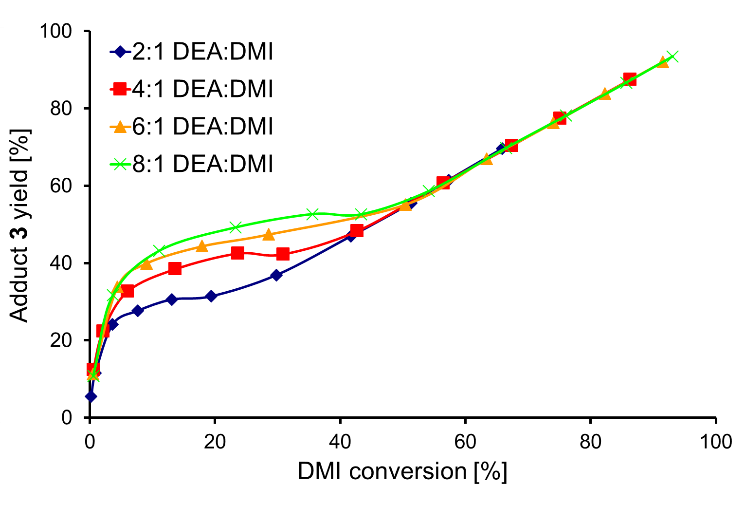 100
80
60
40
20
0
Adduct 3 yield [%]
2:1 DEA:DMI
4:1 DEA:DMI
6:1 DEA:DMI
8:1 DEA:DMI
0 20 40 60 80 100
DMI conversion [%]